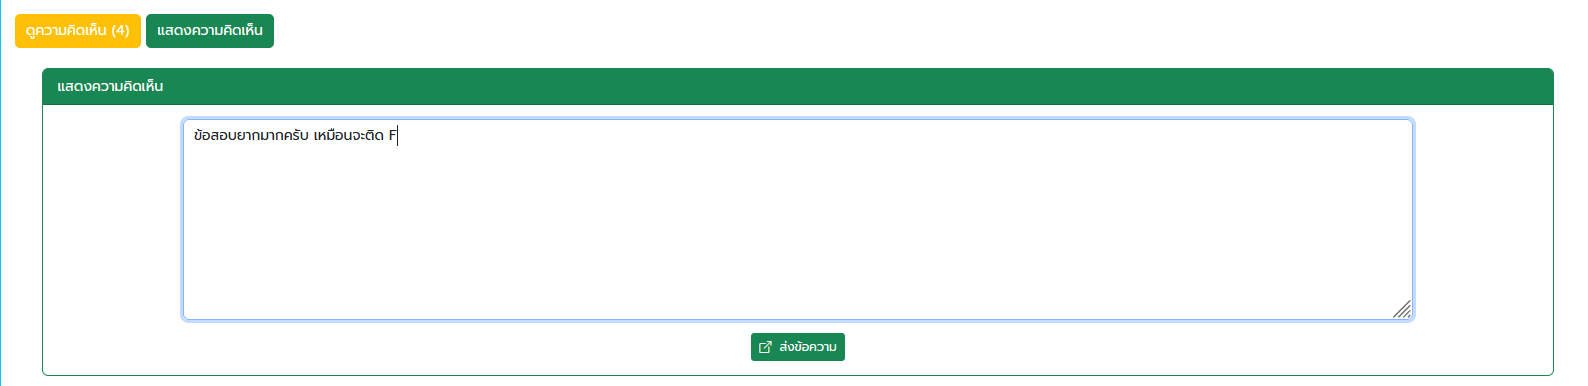 ดูความคิดเห็น (4) แสดงความคิดเห็น
แสดงความคิดเห็น
ข้อสอบยากมากครับ เหมือนจะติด F
ส่งข้อความ